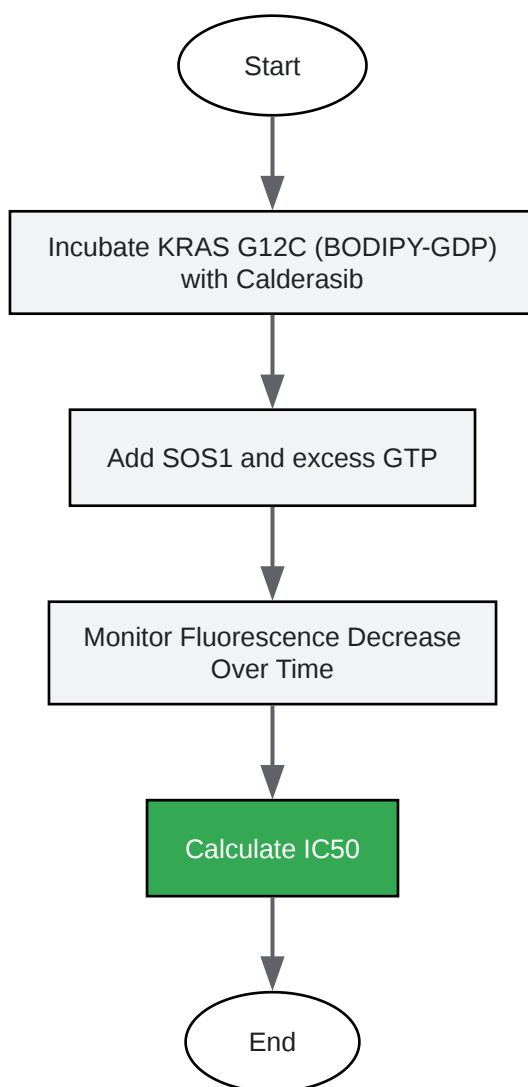 Start
Incubate KRAS G12C (BODIPY-GDP)
with Calderasib
Add SOS1 and excess GTP
Monitor Fluorescence Decrease
Over Time
Calculate IC50
End